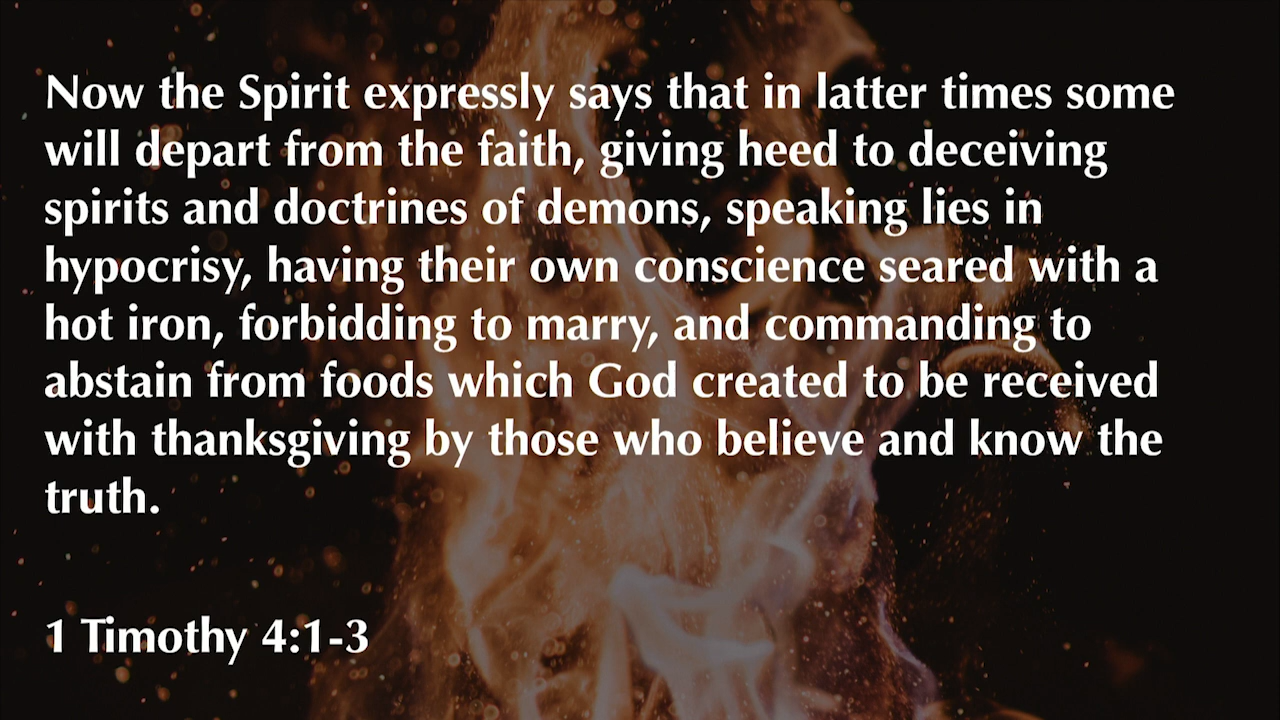 Now the Spirit expressly says that in latter times some
will depart from the faith, giving heed to deceiving
spirits and doctrines of demons, speaking lies in
hypocrisy, having their own conscience seared with a
hot iron, forbidding to marry, and commanding to
abstain from foods which God created to be received
with thanksgiving by those who believe and know the
truth.
1 Timothy 4:1-3